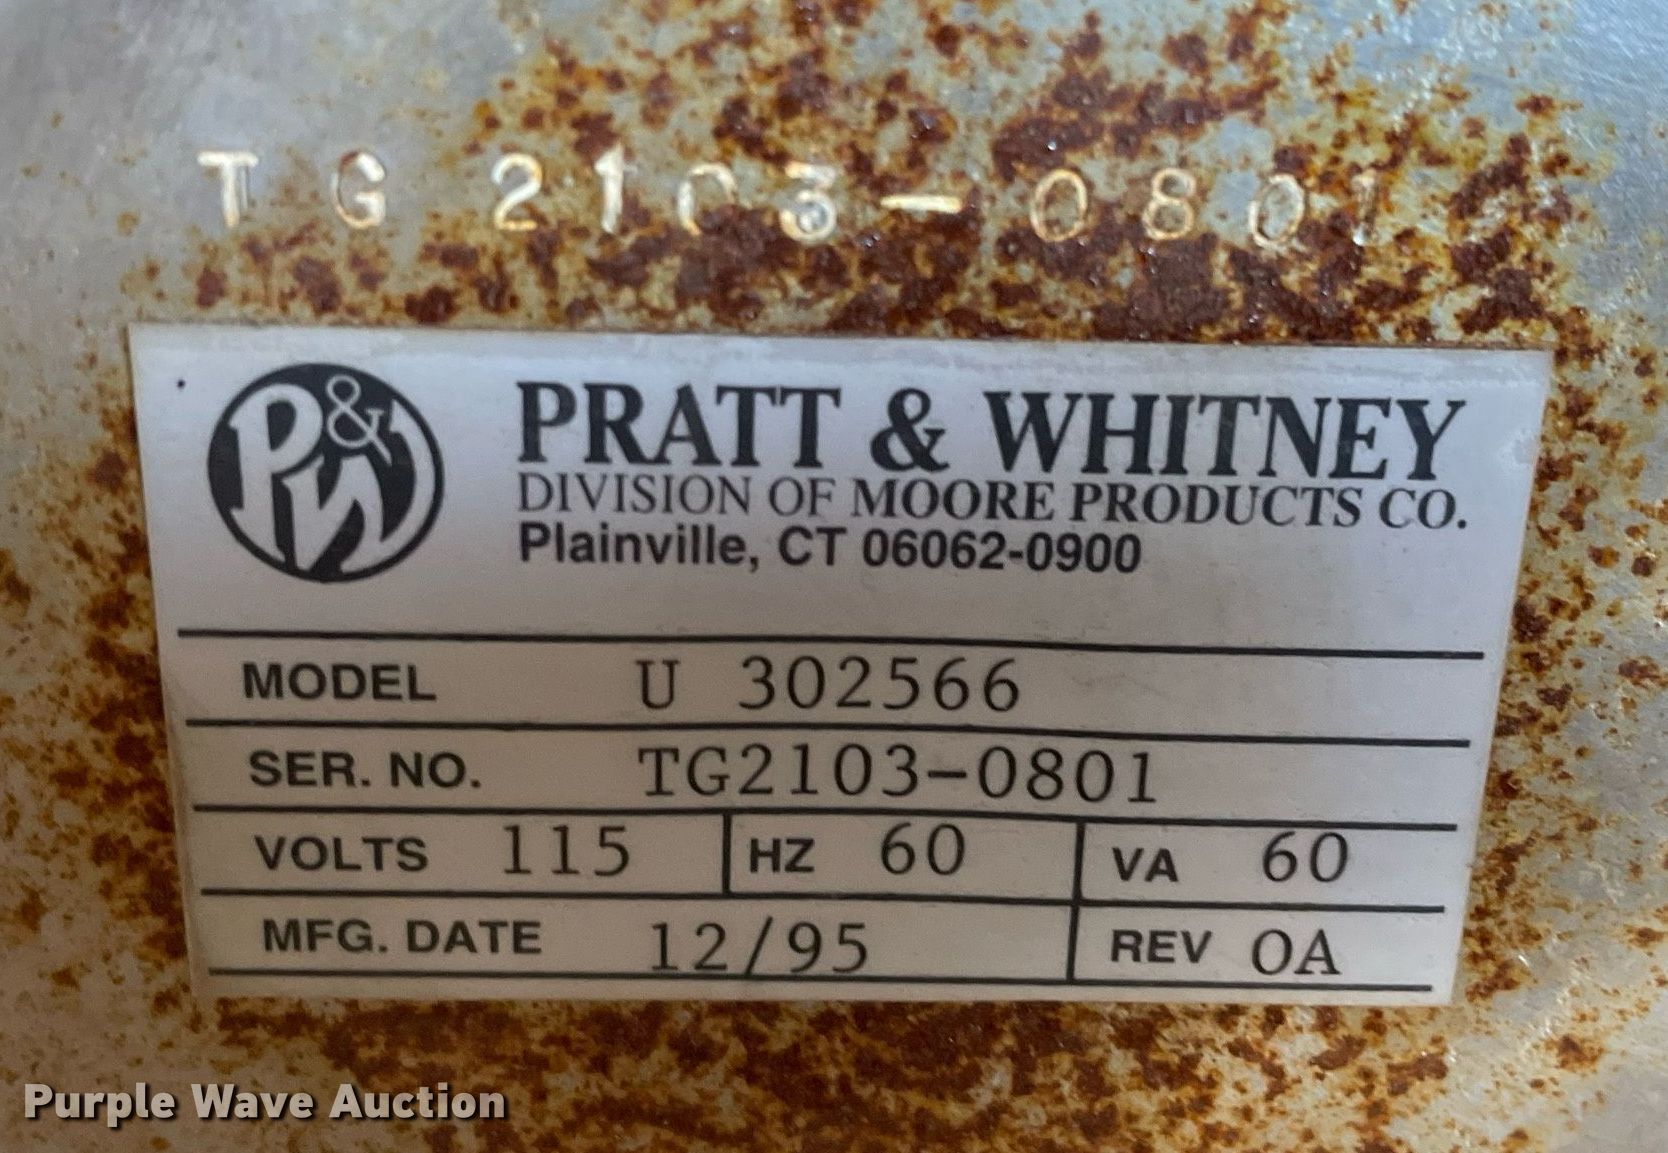 TG 2103-0801
P&W
PRATT & WHITNEY
DIVISION OF MOORE PRODUCTS CO.
Plainville, CT 06062-0900
MODEL U 302566
SER. NO. TG2103-0801
VOLTS 115 HZ 60 VA 60
MFG. DATE 12/95 REV OA
Purple Wave Auction